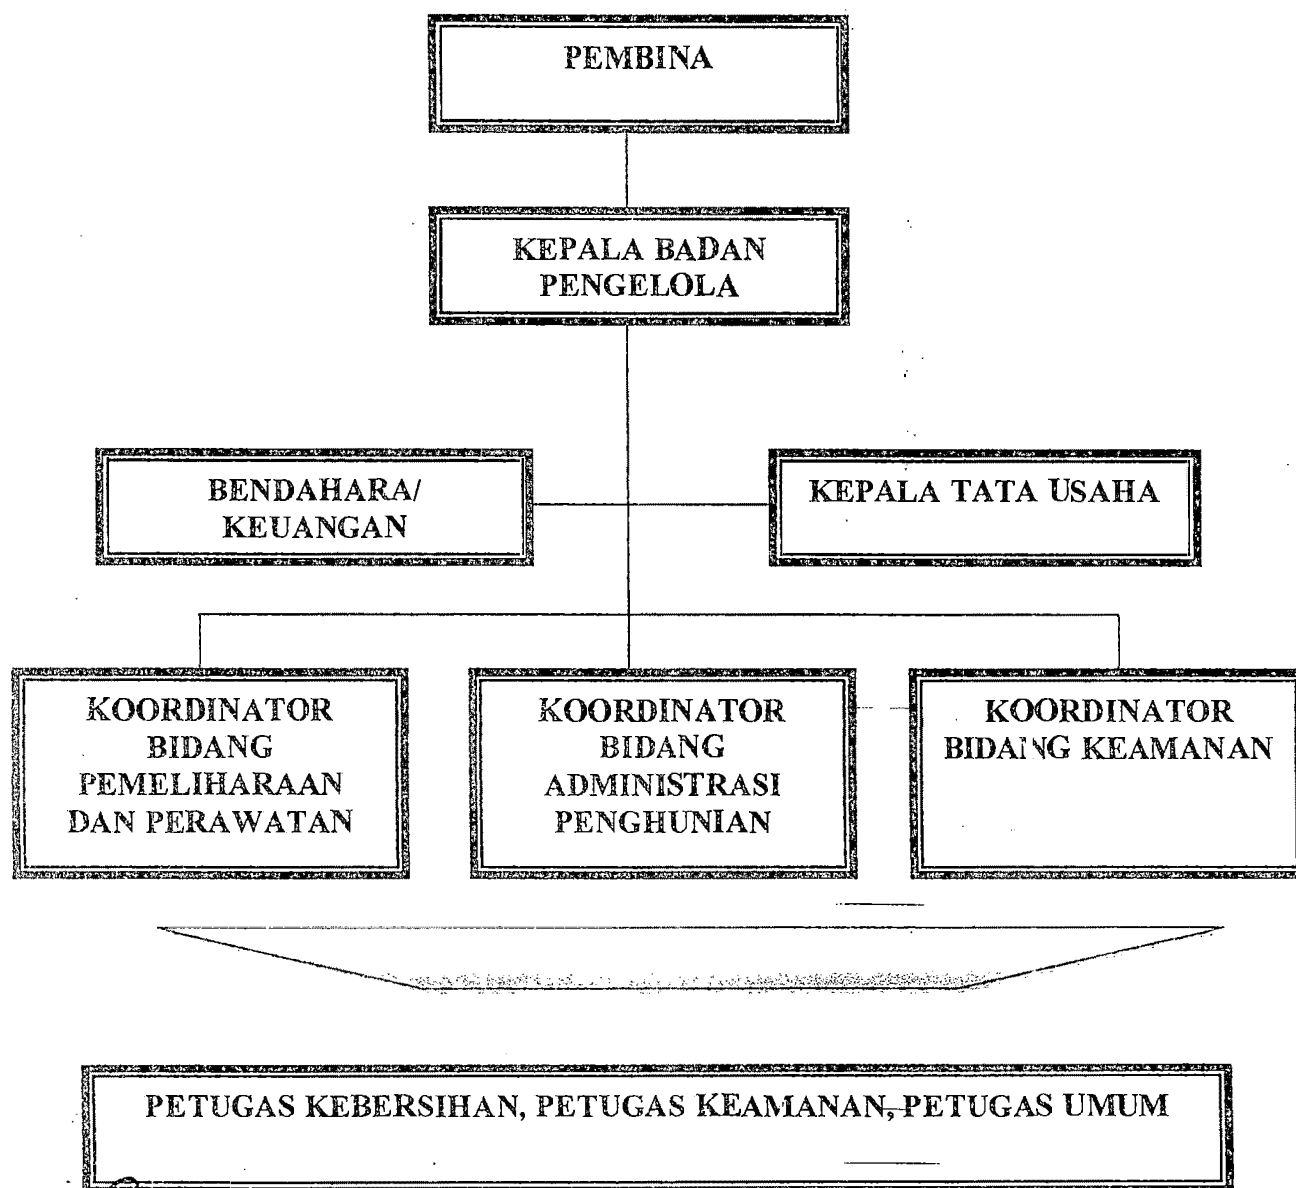 PEMBINA
KEPALA BADAN
PENGELOLA
BENDAHARA/
KEUANGAN
KEPALA TATA USAHA
KOORDINATOR
BIDANG
PEMELIHARAAN
DAN PERAWATAN
KOORDINATOR
BIDANG
ADMINISTRASI
PENGHUNIAN
KOORDINATOR
BIDANG KEAMANAN
PETUGAS KEBERSIHAN, PETUGAS KEAMANAN, PETUGAS UMUM